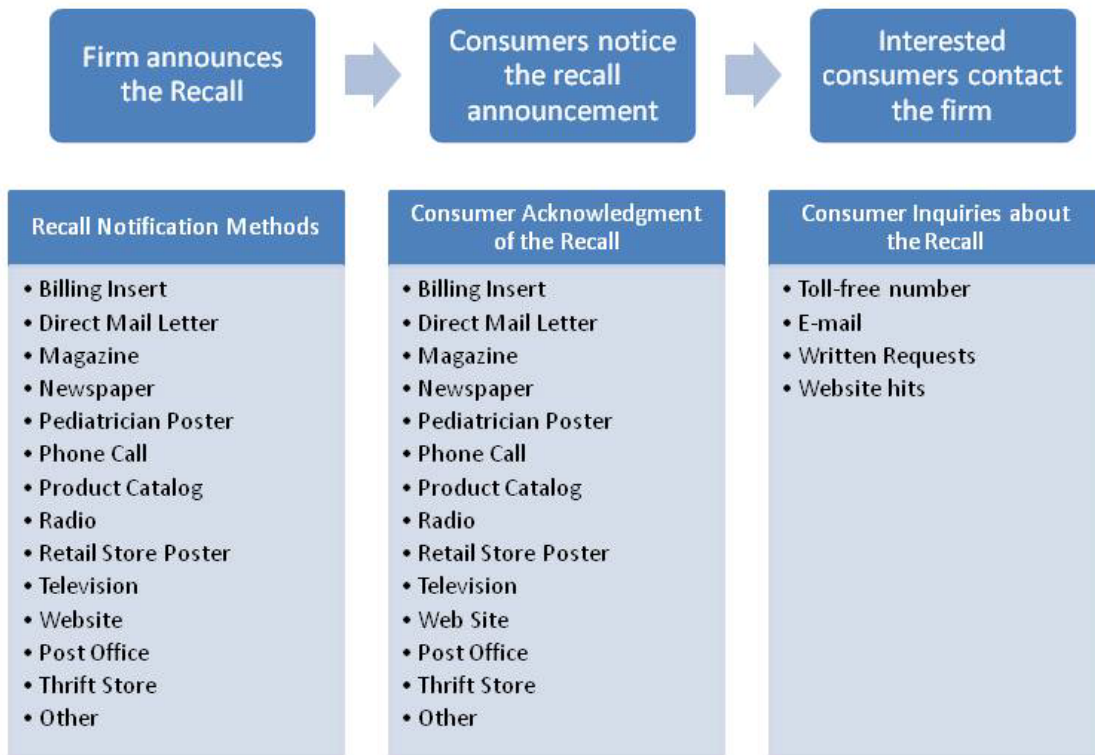 Firm announces
the Recall
Consumers notice
the recall
announcement
Interested
consumers contact
the firm
Recall Notification Methods
• Billing Insert
• Direct Mail Letter
• Magazine
• Newspaper
• Pediatrician Poster
• Phone Call
• Product Catalog
• Radio
• Retail Store Poster
• Television
• Website
• Post Office
• Thrift Store
• Other
Consumer Acknowledgment
of the Recall
• Billing Insert
• Direct Mail Letter
• Magazine
• Newspaper
• Pediatrician Poster
• Phone Call
• Product Catalog
• Radio
• Retail Store Poster
• Television
• Web Site
• Post Office
• Thrift Store
• Other
Consumer Inquiries about
the Recall
• Toll-free number
• E-mail
• Written Requests
• Website hits